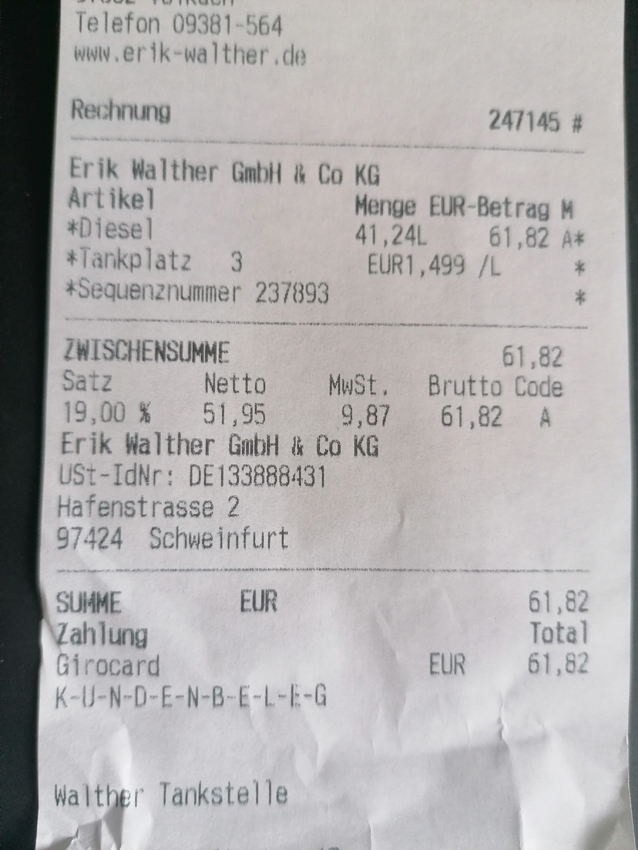 Telefon 09381-564
www.erik-walther.de
Rechnung 247145 #
Erik Walther GmbH & Co KG
Artikel Menge EUR-Betrag M
*Diesel 41,24L 61,82 A*
*Tankplatz 3 EUR1,499 /L *
*Sequenznummer 237893 *
ZWISCHENSUMME 61,82
Satz Netto MwSt. Brutto Code
19,00 % 51,95 9,87 61,82 A
Erik Walther GmbH & Co KG
USt-IdNr: DE133888431
Hafenstrasse 2
97424 Schweinfurt
SUMME EUR 61,82
Zahlung Total
Girocard EUR 61,82
K-U-N-D-E-N-B-E-L-E-G
Walther Tankstelle